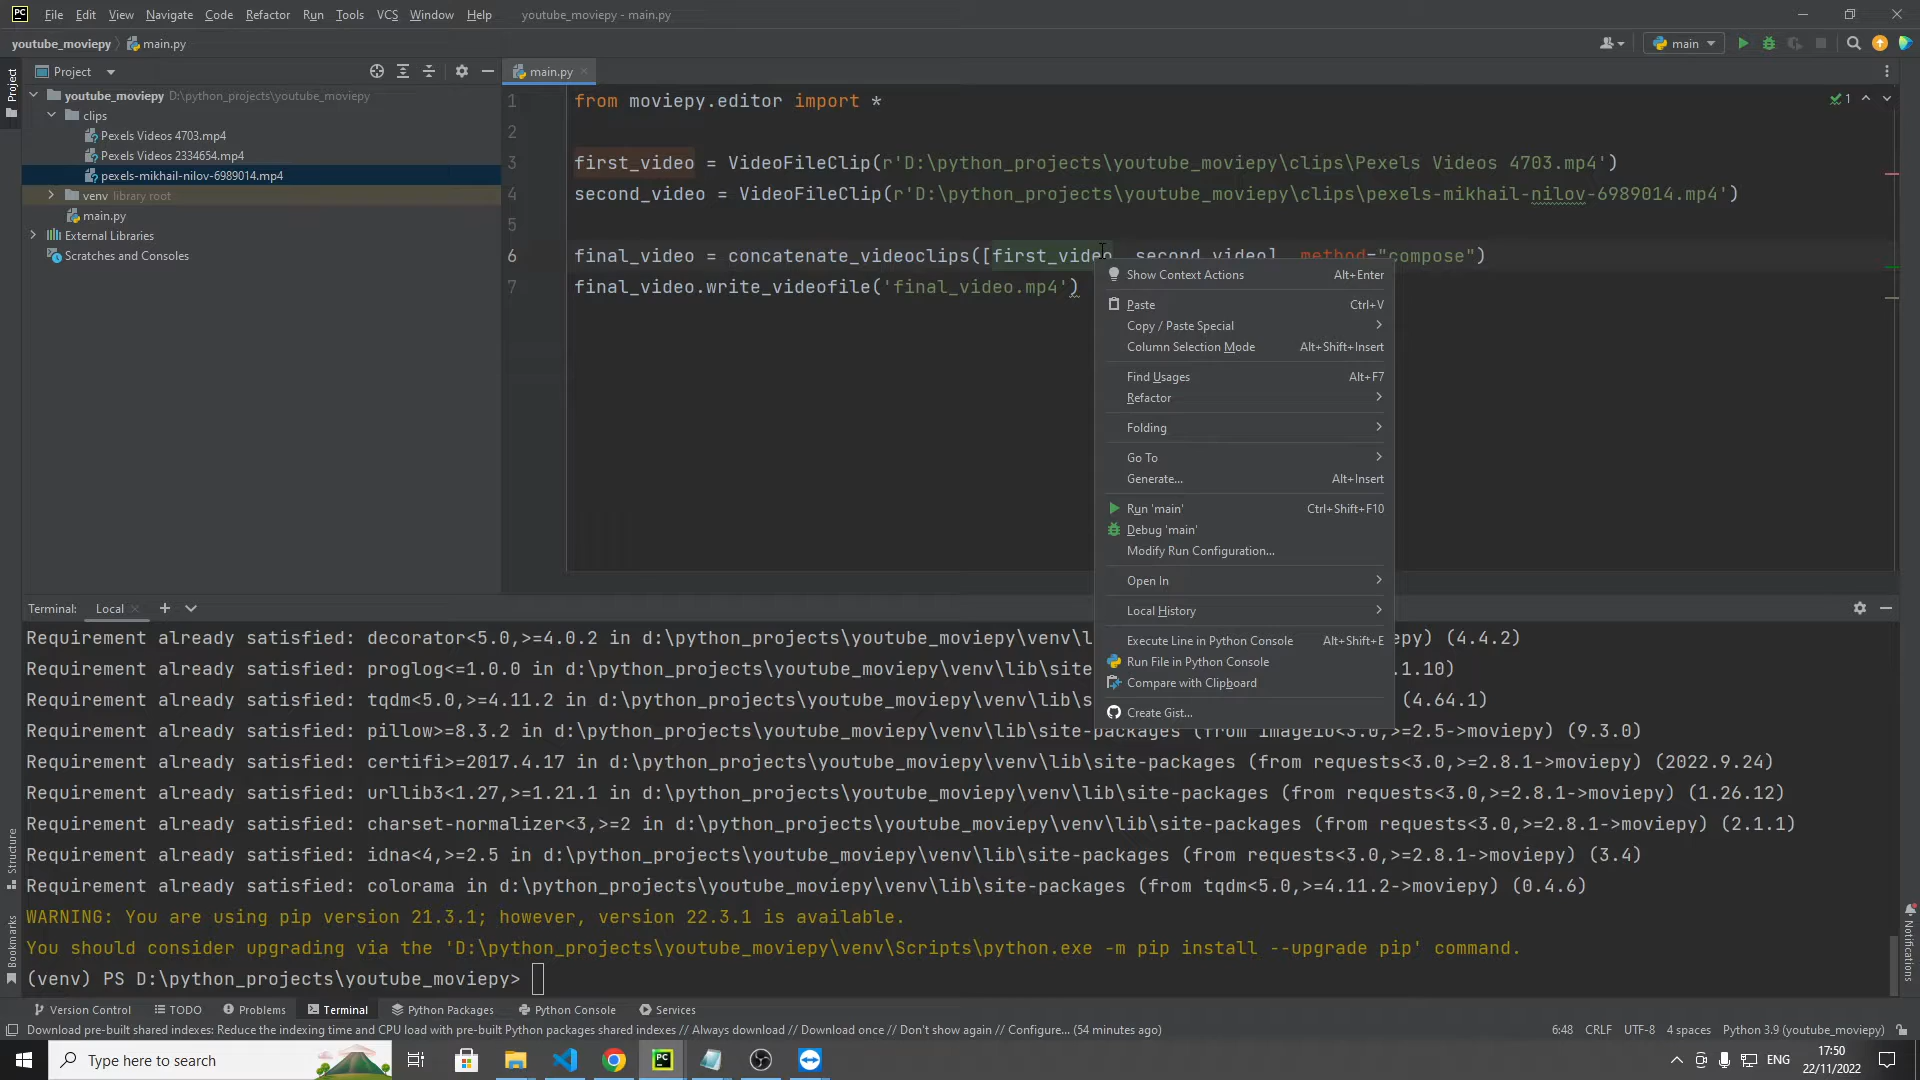 PC File Edit View Navigate Code Refactor Run Tools VCS Window Help youtube_moviepy - main.py
youtube_moviepy main.py main
Project
Project
main.py
youtube_moviepy D:\python_projects\youtube_moviepy
clips
Pexels Videos 4703.mp4
Pexels Videos 2334654.mp4
pexels-mikhail-nilov-6989014.mp4
venv library root
main.py
External Libraries
Scratches and Consoles
1 from moviepy.editor import *
1
2
3 first_video = VideoFileClip(r'D:\python_projects\youtube_moviepy\clips\Pexels Videos 4703.mp4')
4 second_video = VideoFileClip(r'D:\python_projects\youtube_moviepy\clips\pexels-mikhail-nilov-6989014.mp4')
5
6 final_video = concatenate_videoclips([first_video, second_video], method="compose")
7 final_video.write_videofile('final_video.mp4')
Show Context Actions Alt+Enter
Paste Ctrl+V
Copy / Paste Special
Column Selection Mode Alt+Shift+Insert
Find Usages Alt+F7
Refactor
Folding
Go To
Generate... Alt+Insert
Run 'main' Ctrl+Shift+F10
Debug 'main'
Modify Run Configuration...
Open In
Local History
Execute Line in Python Console Alt+Shift+E
Run File in Python Console
Compare with Clipboard
Create Gist...
Terminal: Local
Requirement already satisfied: decorator<5.0,>=4.0.2 in d:\python_projects\youtube_moviepy\venv\l epy) (4.4.2)
Requirement already satisfied: proglog<=1.0.0 in d:\python_projects\youtube_moviepy\venv\lib\site .1.10)
Requirement already satisfied: tqdm<5.0,>=4.11.2 in d:\python_projects\youtube_moviepy\venv\lib\s (4.64.1)
Requirement already satisfied: pillow>=8.3.2 in d:\python_projects\youtube_moviepy\venv\lib\site-packages (from imageio<3.0,>=2.5->moviepy) (9.3.0)
Requirement already satisfied: certifi>=2017.4.17 in d:\python_projects\youtube_moviepy\venv\lib\site-packages (from requests<3.0,>=2.8.1->moviepy) (2022.9.24)
Requirement already satisfied: urllib3<1.27,>=1.21.1 in d:\python_projects\youtube_moviepy\venv\lib\site-packages (from requests<3.0,>=2.8.1->moviepy) (1.26.12)
Requirement already satisfied: charset-normalizer<3,>=2 in d:\python_projects\youtube_moviepy\venv\lib\site-packages (from requests<3.0,>=2.8.1->moviepy) (2.1.1)
Requirement already satisfied: idna<4,>=2.5 in d:\python_projects\youtube_moviepy\venv\lib\site-packages (from requests<3.0,>=2.8.1->moviepy) (3.4)
Requirement already satisfied: colorama in d:\python_projects\youtube_moviepy\venv\lib\site-packages (from tqdm<5.0,>=4.11.2->moviepy) (0.4.6)
WARNING: You are using pip version 21.3.1; however, version 22.3.1 is available.
You should consider upgrading via the 'D:\python_projects\youtube_moviepy\venv\Scripts\python.exe -m pip install --upgrade pip' command.
(venv) PS D:\python_projects\youtube_moviepy>
Structure
Bookmarks
Notifications
Version Control TODO Problems Terminal Python Packages Python Console Services
Download pre-built shared indexes: Reduce the indexing time and CPU load with pre-built Python packages shared indexes // Always download // Download once // Don't show again // Configure... (54 minutes ago) 6:48 CRLF UTF-8 4 spaces Python 3.9 (youtube_moviepy)
Type here to search PC ENG 17:50
22/11/2022